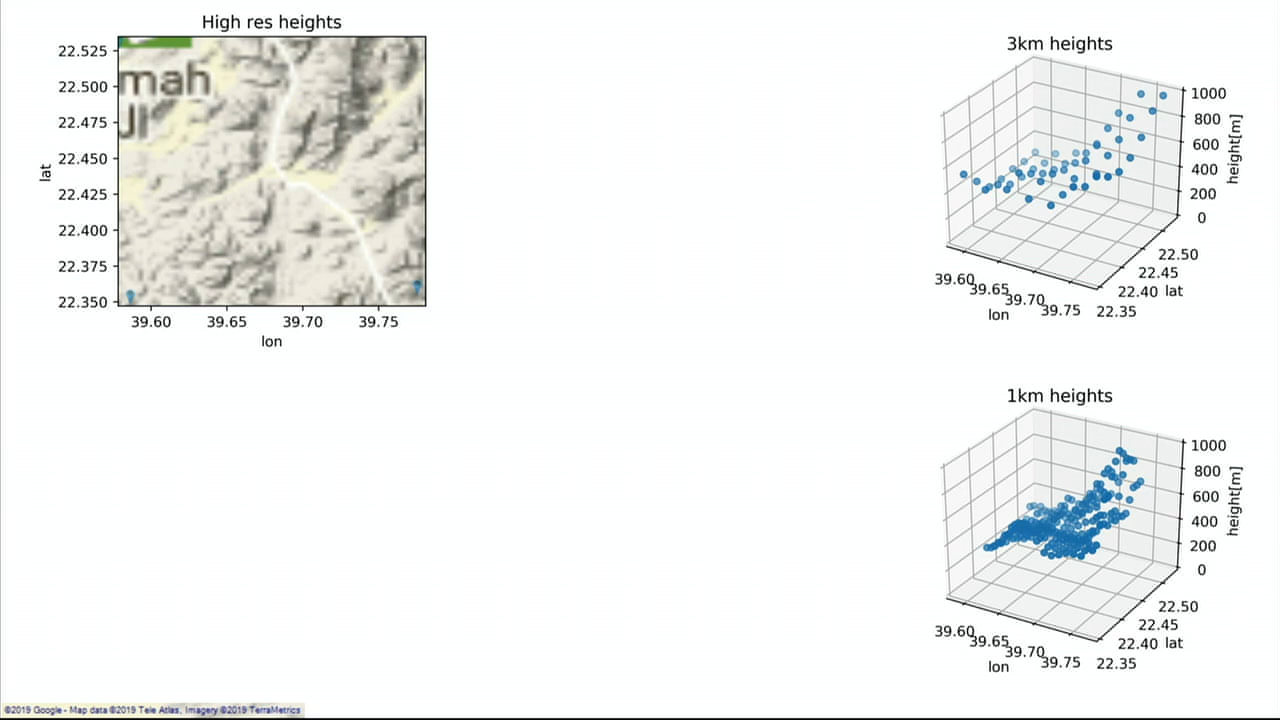 High res heights
22.525
22.500
22.475
22.450
22.425
22.400
22.375
22.350
lat
mah
39.60 39.65 39.70 39.75
lon
3km heights
1000
800
600
400
200
0
height[m]
22.50
22.45
22.40 lat
22.35
39.60
39.65
39.70
39.75
lon
1km heights
1000
800
600
400
200
0
height[m]
22.50
22.45
22.40 lat
22.35
39.60
39.65
39.70
39.75
lon
©2019 Google - Map data ©2019 Tele Atlas, Imagery ©2019 TerraMetrics